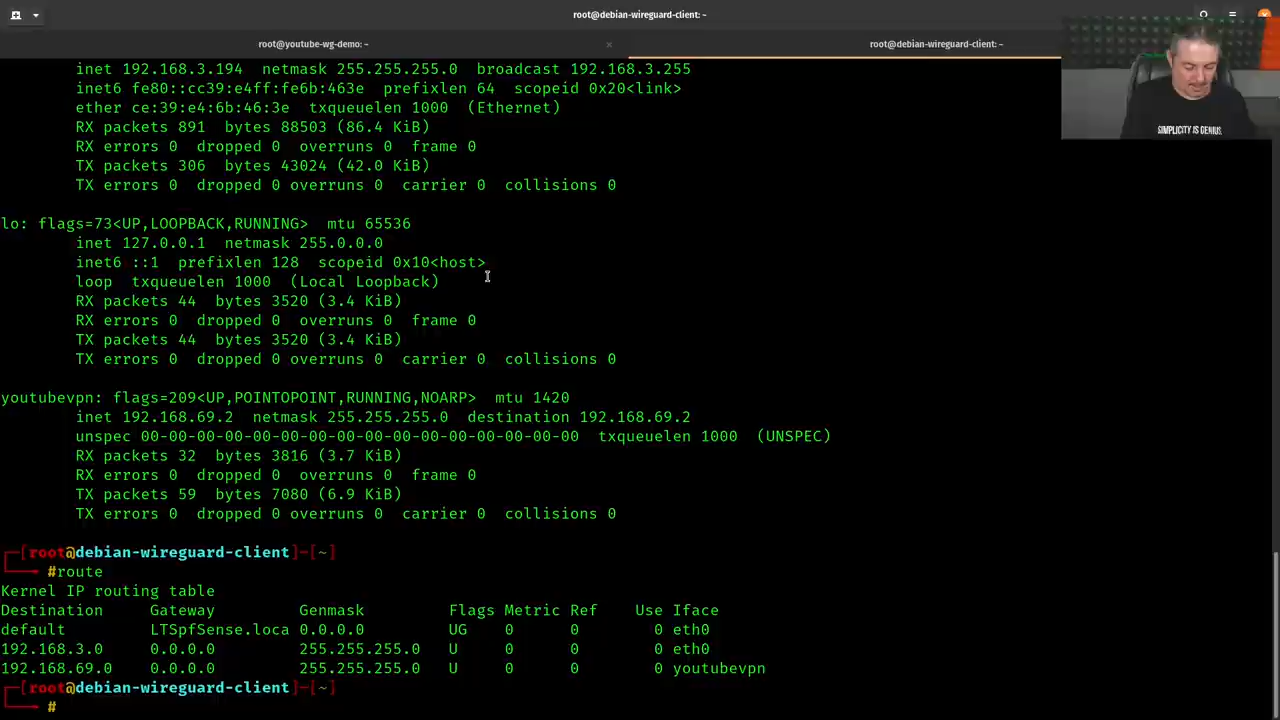 root@debian-wireguard-client: ~
root@youtube-wg-demo: ~
×
root@debian-wireguard-client: ~
inet 192.168.3.194  netmask 255.255.255.0  broadcast 192.168.3.255
inet6 fe80::cc39:e4ff:fe6b:463e  prefixlen 64  scopeid 0x20<link>
ether ce:39:e4:6b:46:3e  txqueuelen 1000  (Ethernet)
RX packets 891  bytes 88503 (86.4 KiB)
RX errors 0  dropped 0  overruns 0  frame 0
TX packets 306  bytes 43024 (42.0 KiB)
TX errors 0  dropped 0 overruns 0  carrier 0  collisions 0
lo: flags=73<UP,LOOPBACK,RUNNING>  mtu 65536
inet 127.0.0.1  netmask 255.0.0.0
inet6 ::1  prefixlen 128  scopeid 0x10<host>
loop  txqueuelen 1000  (Local Loopback)
RX packets 44  bytes 3520 (3.4 KiB)
RX errors 0  dropped 0  overruns 0  frame 0
TX packets 44  bytes 3520 (3.4 KiB)
TX errors 0  dropped 0 overruns 0  carrier 0  collisions 0
youtubevpn: flags=209<UP,POINTOPOINT,RUNNING,NOARP>  mtu 1420
inet 192.168.69.2  netmask 255.255.255.0  destination 192.168.69.2
unspec 00-00-00-00-00-00-00-00-00-00-00-00-00-00-00-00  txqueuelen 1000  (UNSPEC)
RX packets 32  bytes 3816 (3.7 KiB)
RX errors 0  dropped 0  overruns 0  frame 0
TX packets 59  bytes 7080 (6.9 KiB)
TX errors 0  dropped 0 overruns 0  carrier 0  collisions 0
[root@debian-wireguard-client]-[~]
#route
Kernel IP routing table
Destination     Gateway         Genmask         Flags Metric Ref    Use Iface
default         LTSpfSense.loca 0.0.0.0         UG    0      0        0 eth0
192.168.3.0     0.0.0.0         255.255.255.0   U     0      0        0 eth0
192.168.69.0    0.0.0.0         255.255.255.0   U     0      0        0 youtubevpn
[root@debian-wireguard-client]-[~]
#
SIMPLICITY IS GENIUS.